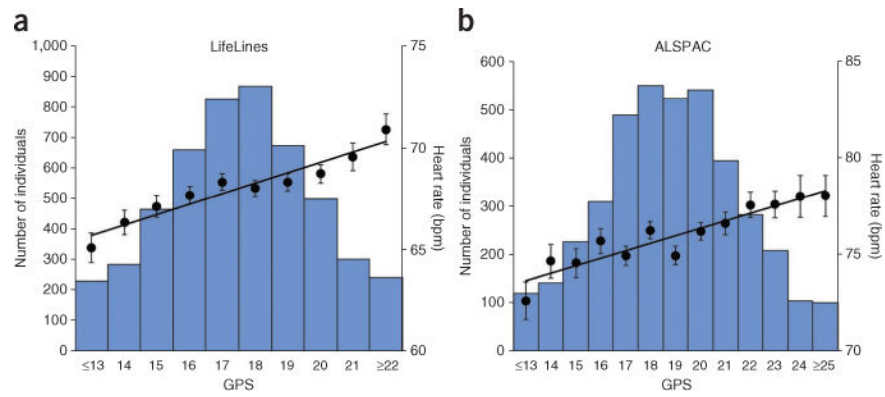 a
LifeLines
Number of individuals
1,000
900
800
700
600
500
400
300
200
100
0
75
70
65
60
Heart rate (bpm)
≤13 14 15 16 17 18 19 20 21 ≥22
GPS
b
ALSPAC
Number of individuals
600
500
400
300
200
100
0
85
80
75
70
Heart rate (bpm)
≤13 14 15 16 17 18 19 20 21 22 23 24 ≥25
GPS